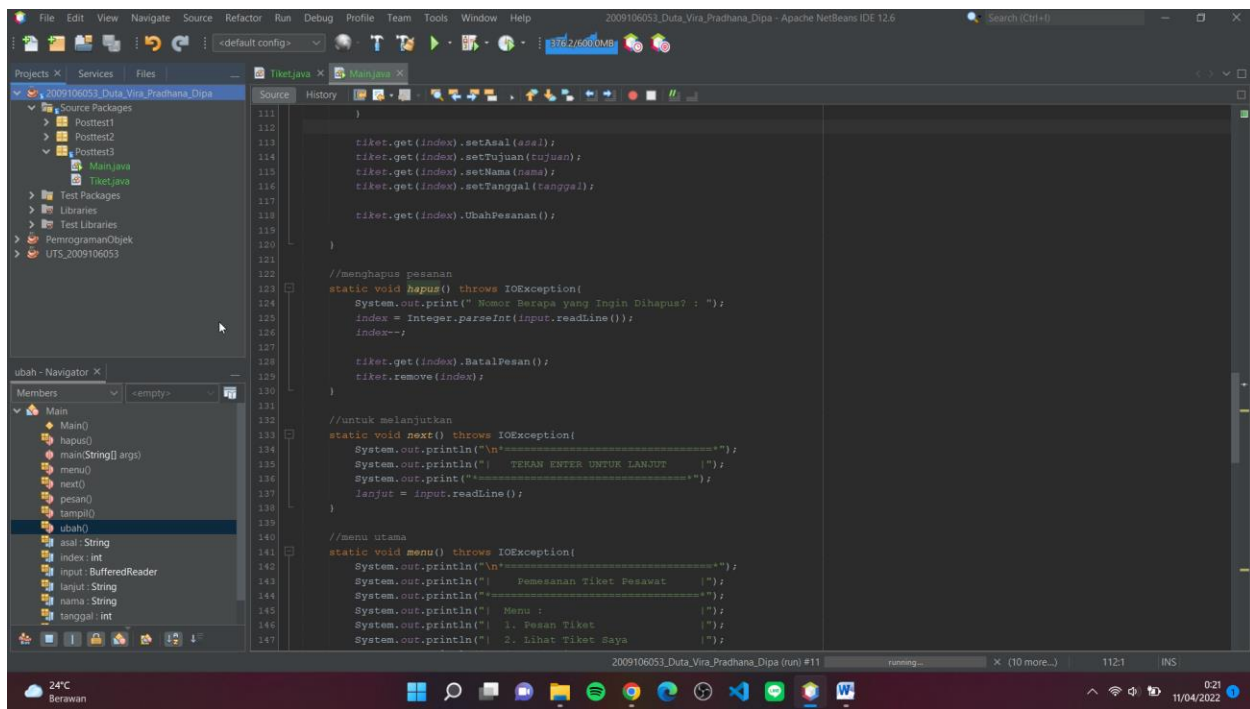 File Edit View Navigate Source Refactor Run Debug Profile Team Tools Window Help 2009106053_Duta_Vira_Pradhana_Dipa - Apache NetBeans IDE 12.6 Search (Ctrl+I)
<default config> 376.2/600.0MB
Projects Services Files Tiket.java Main.java
2009106053_Duta_Vira_Pradhana_Dipa
Source Packages
Posttest1
Posttest2
Posttest3
Main.java
Tiket.java
Test Packages
Libraries
Test Libraries
PemrogramanObjek
UTS_2009106053
ubah - Navigator
Members <empty>
Main
Main()
hapus()
main(String[] args)
menu()
next()
pesan()
tampil()
ubah()
asal : String
index : int
input : BufferedReader
lanjut : String
nama : String
tanggal : int
Source History
111 }
112
113 tiket.get(index).setAsal(asal);
114 tiket.get(index).setTujuan(tujuan);
115 tiket.get(index).setNama(nama);
116 tiket.get(index).setTanggal(tanggal);
117
118 tiket.get(index).UbahPesanan();
119
120 }
121
122 //menghapus pesanan
123 static void hapus() throws IOException{
124 System.out.print(" Nomor Berapa yang Ingin Dihapus? : ");
125 index = Integer.parseInt(input.readLine());
126 index--;
127
128 tiket.get(index).BatalPesan();
129 tiket.remove(index);
130 }
131
132 //untuk melanjutkan
133 static void next() throws IOException{
134 System.out.println("\n*=================================*");
135 System.out.println("| TEKAN ENTER UNTUK LANJUT |");
136 System.out.print("*=================================*");
137 lanjut = input.readLine();
138 }
139
140 //menu utama
141 static void menu() throws IOException{
142 System.out.println("\n*=================================*");
143 System.out.println("| Pemesanan Tiket Pesawat |");
144 System.out.println("*=================================*");
145 System.out.println("| Menu : |");
146 System.out.println("| 1. Pesan Tiket |");
147 System.out.println("| 2. Lihat Tiket Saya |");
2009106053_Duta_Vira_Pradhana_Dipa (run) #11 running... (10 more...) 112:1 INS
24°C
Berawan
0:21
11/04/2022